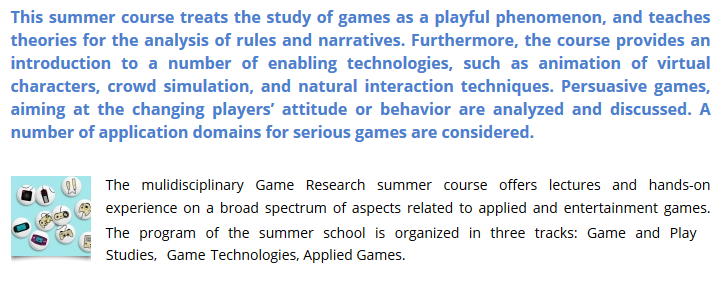 This summer course treats the study of games as a playful phenomenon, and teaches
theories for the analysis of rules and narratives. Furthermore, the course provides an
introduction to a number of enabling technologies, such as animation of virtual
characters, crowd simulation, and natural interaction techniques. Persuasive games,
aiming at the changing players’ attitude or behavior are analyzed and discussed. A
number of application domains for serious games are considered.
The mulidisciplinary Game Research summer course offers lectures and hands-on
experience on a broad spectrum of aspects related to applied and entertainment games.
The program of the summer school is organized in three tracks: Game and Play
Studies, Game Technologies, Applied Games.